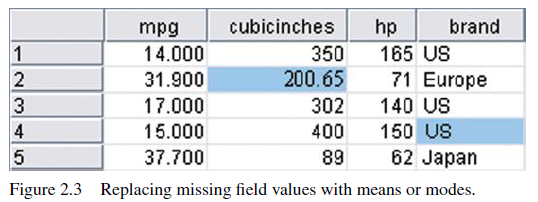 mpg cubicinches hp brand
1 14.000 350 165 US
2 31.900 200.65 71 Europe
3 17.000 302 140 US
4 15.000 400 150 US
5 37.700 89 62 Japan
Figure 2.3 Replacing missing field values with means or modes.